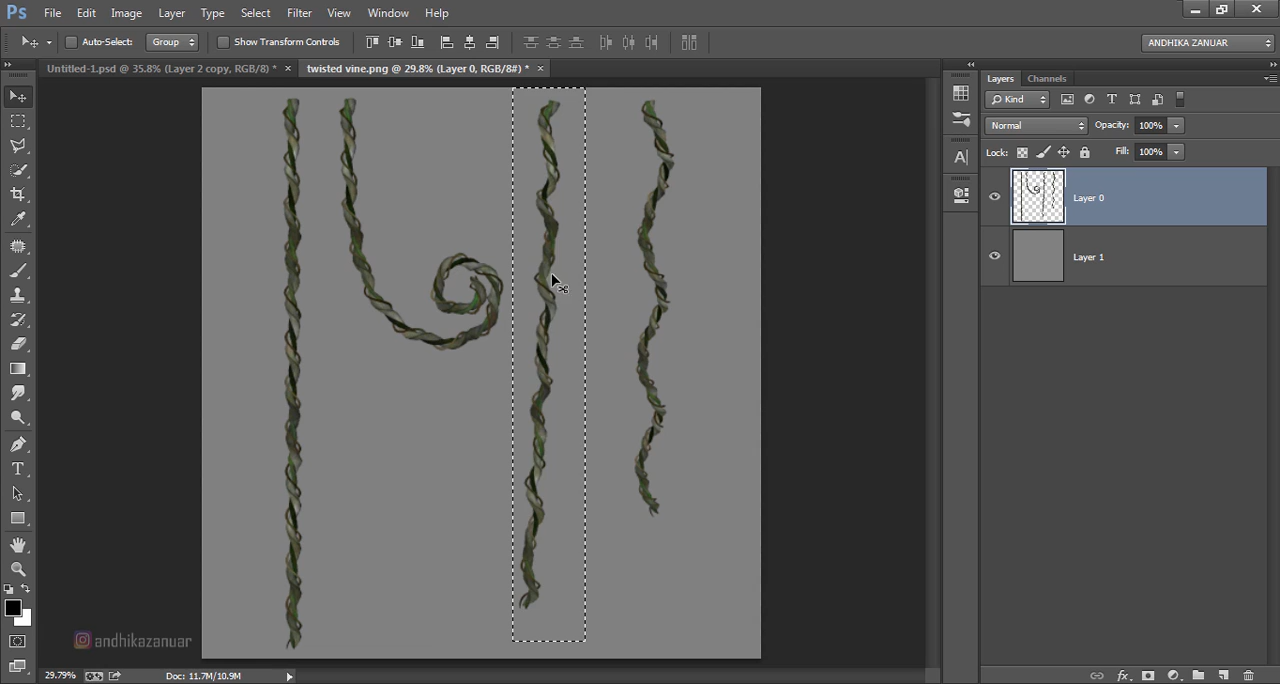 Ps File Edit Image Layer Type Select Filter View Window Help
Auto-Select: Group Show Transform Controls ANDHIKA ZANUAR
Untitled-1.psd @ 35.8% (Layer 2 copy, RGB/8) * × twisted vine.png @ 29.8% (Layer 0, RGB/8#) * ×
Layers Channels
Kind
Normal Opacity: 100%
Lock: Fill: 100%
Layer 0
Layer 1
andhikazanuar
29.79% Doc: 11.7M/10.9M